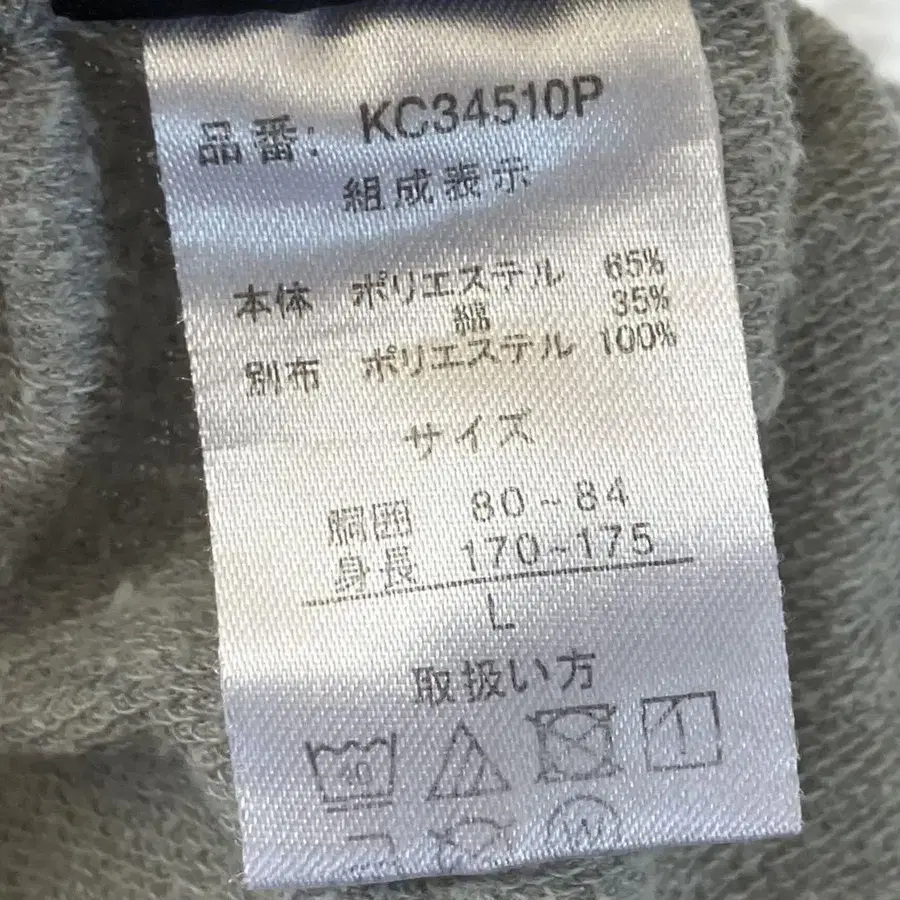 品番: KC34510P
組成表示
本体 ポリエステル 65%
綿 35%
別布 ポリエステル 100%
サイズ
胴囲 80~84
身長 170~175
L
取扱い方
40
W